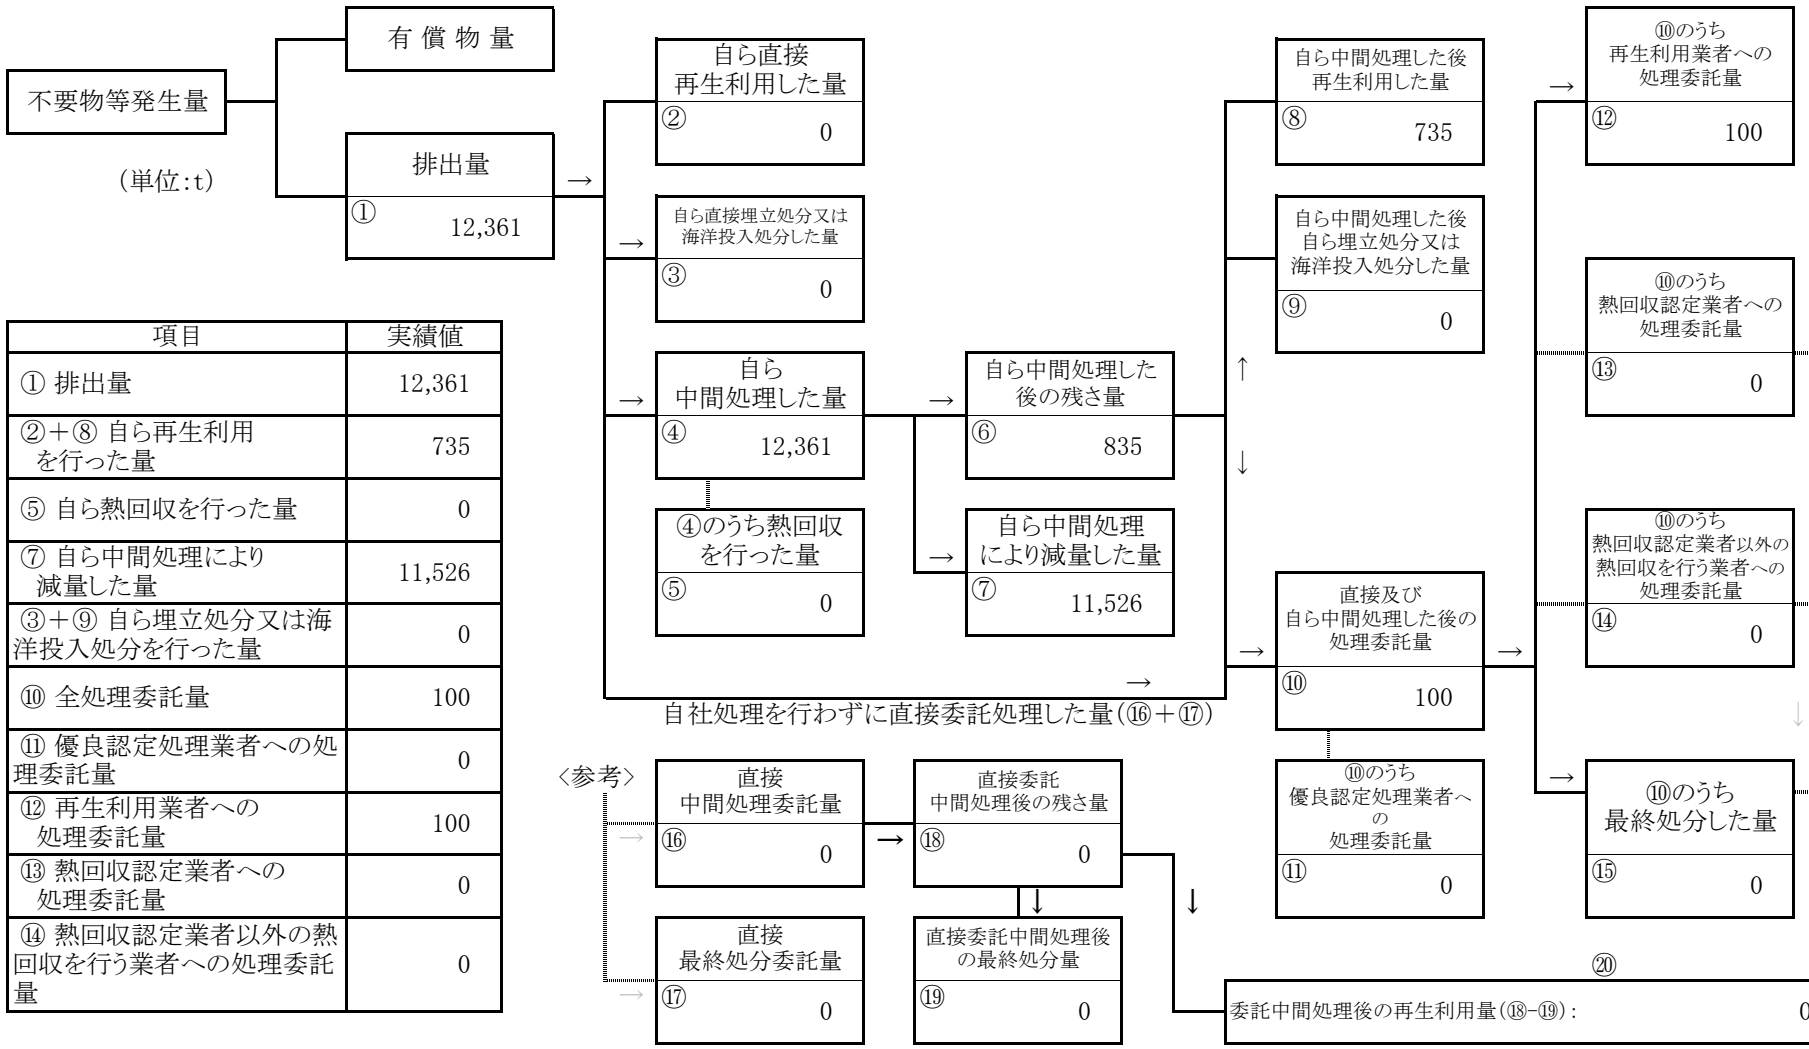 有償物量
不要物等発生量
(単位:t)
排出量
①
12,361
→
自ら直接
再生利用した量
②
0
→
自ら直接埋立処分又は
海洋投入処分した量
③
0
→
自ら
中間処理した量
④
12,361
④のうち熱回収
を行った量
⑤
0
→
自ら中間処理した
後の残さ量
⑥
835
→
自ら中間処理
により減量した量
⑦
11,526
↑
↓
自ら中間処理した後
再生利用した量
⑧
735
自ら中間処理した後
自ら埋立処分又は
海洋投入処分した量
⑨
0
→
直接及び
自ら中間処理した後の
処理委託量
⑩
100
⑩のうち
優良認定処理業者へ
の
処理委託量
⑪
0
→
→
⑩のうち
再生利用業者への
処理委託量
⑫
100
⑩のうち
熱回収認定業者への
処理委託量
⑬
0
⑩のうち
熱回収認定業者以外の
熱回収を行う業者への
処理委託量
⑭
0
↓
→
⑩のうち
最終処分した量
⑮
0
→
自社処理を行わずに直接委託処理した量(⑯+⑰)
<参考>
→
直接
中間処理委託量
⑯
0
→
直接委託
中間処理後の残さ量
⑱
0
↓
↓
→
直接
最終処分委託量
⑰
0
直接委託中間処理後
の最終処分量
⑲
0
⑳
委託中間処理後の再生利用量(⑱-⑲): 0
項目 実績値
① 排出量 12,361
②+⑧ 自ら再生利用
を行った量 735
⑤ 自ら熱回収を行った量 0
⑦ 自ら中間処理により
減量した量 11,526
③+⑨ 自ら埋立処分又は海
洋投入処分を行った量 0
⑩ 全処理委託量 100
⑪ 優良認定処理業者への処
理委託量 0
⑫ 再生利用業者への
処理委託量 100
⑬ 熱回収認定業者への
処理委託量 0
⑭ 熱回収認定業者以外の熱
回収を行う業者への処理委託
量 0